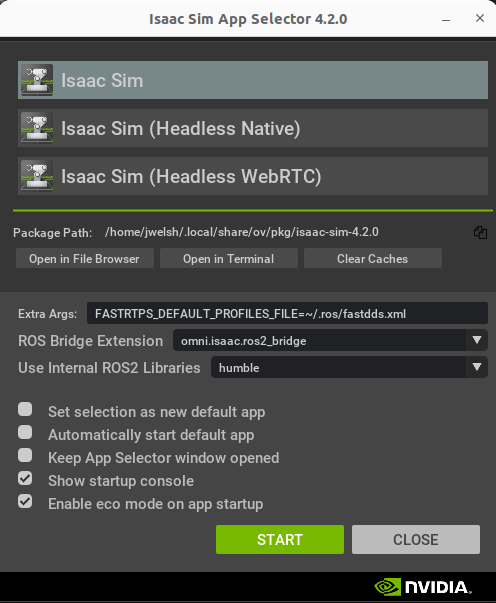 Isaac Sim App Selector 4.2.0
Isaac Sim
Isaac Sim (Headless Native)
Isaac Sim (Headless WebRTC)
Package Path: /home/jwelsh/.local/share/ov/pkg/isaac-sim-4.2.0
Open in File Browser Open in Terminal Clear Caches
Extra Args: FASTRTPS_DEFAULT_PROFILES_FILE=~/.ros/fastdds.xml
ROS Bridge Extension omni.isaac.ros2_bridge
Use Internal ROS2 Libraries humble
Set selection as new default app
Automatically start default app
Keep App Selector window opened
Show startup console
Enable eco mode on app startup
START CLOSE
NVIDIA.